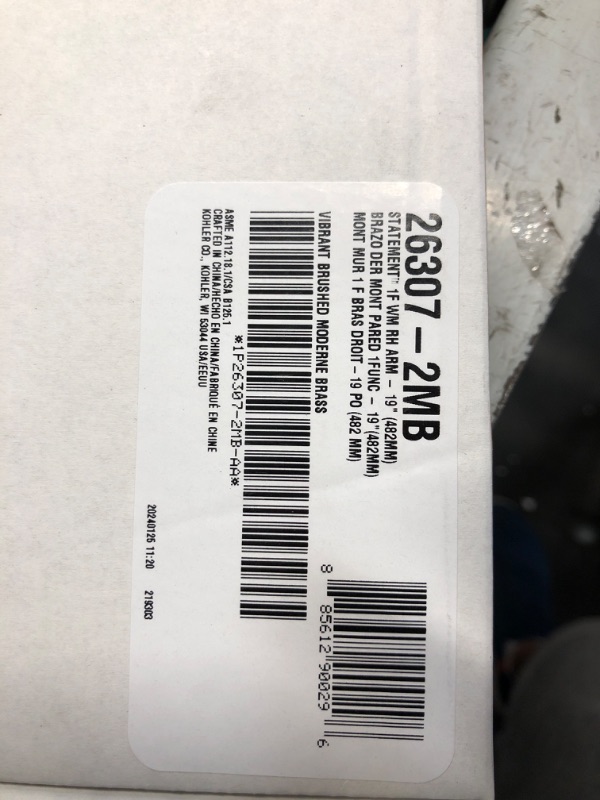 26307-2MB
STATEMENT™ 1F WM RH ARM - 19" (482MM)
BRAZO DER MONT PARED 1FUNC - 19"(482MM)
MONT MUR 1 F BRAS DROIT - 19 PO (482 MM)
VIBRANT BRUSHED MODERNE BRASS
8 85612 90029 6
*1P26307-2MB-AA*
ASME A112.18.1/CSA B125.1
CRAFTED IN CHINA/HECHO EN CHINA/FABRIQUÉ EN CHINE
KOHLER CO., KOHLER, WI 53044 USA/EEUU
20240126 11:20 219303